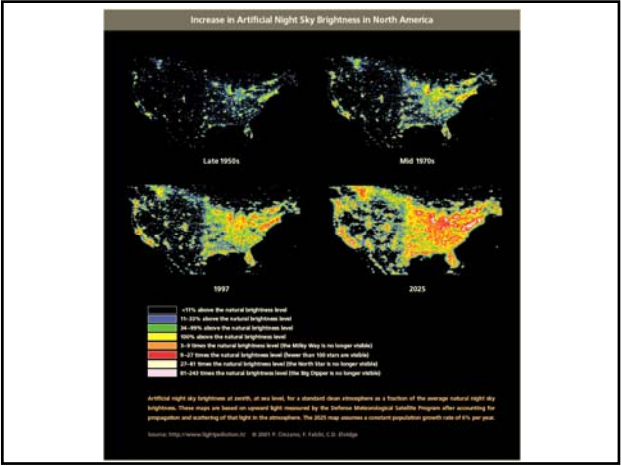 Increase in Artificial Night Sky Brightness in North America
Late 1950s
Mid 1970s
1997
2025
<11% above the natural brightness level
11-33% above the natural brightness level
34-99% above the natural brightness level
100% above the natural brightness level
3-9 times the natural brightness level (the Milky Way is no longer visible)
9-27 times the natural brightness level (fewer than 100 stars are visible)
27-81 times the natural brightness level (the North Star is no longer visible)
81-243 times the natural brightness level (the Big Dipper is no longer visible)
Artificial night sky brightness at zenith, at sea level, for a standard clean atmosphere as a fraction of the average natural night sky
brightness. These maps are based on upward light measured by the Defense Meteorological Satellite Program after accounting for
propagation and scattering of that light in the atmosphere. The 2025 map assumes a constant population growth rate of 6% per year.
Source: http://www.lightpollution.it/ © 2001 P. Cinzano, F. Falchi, C.D. Elvidge